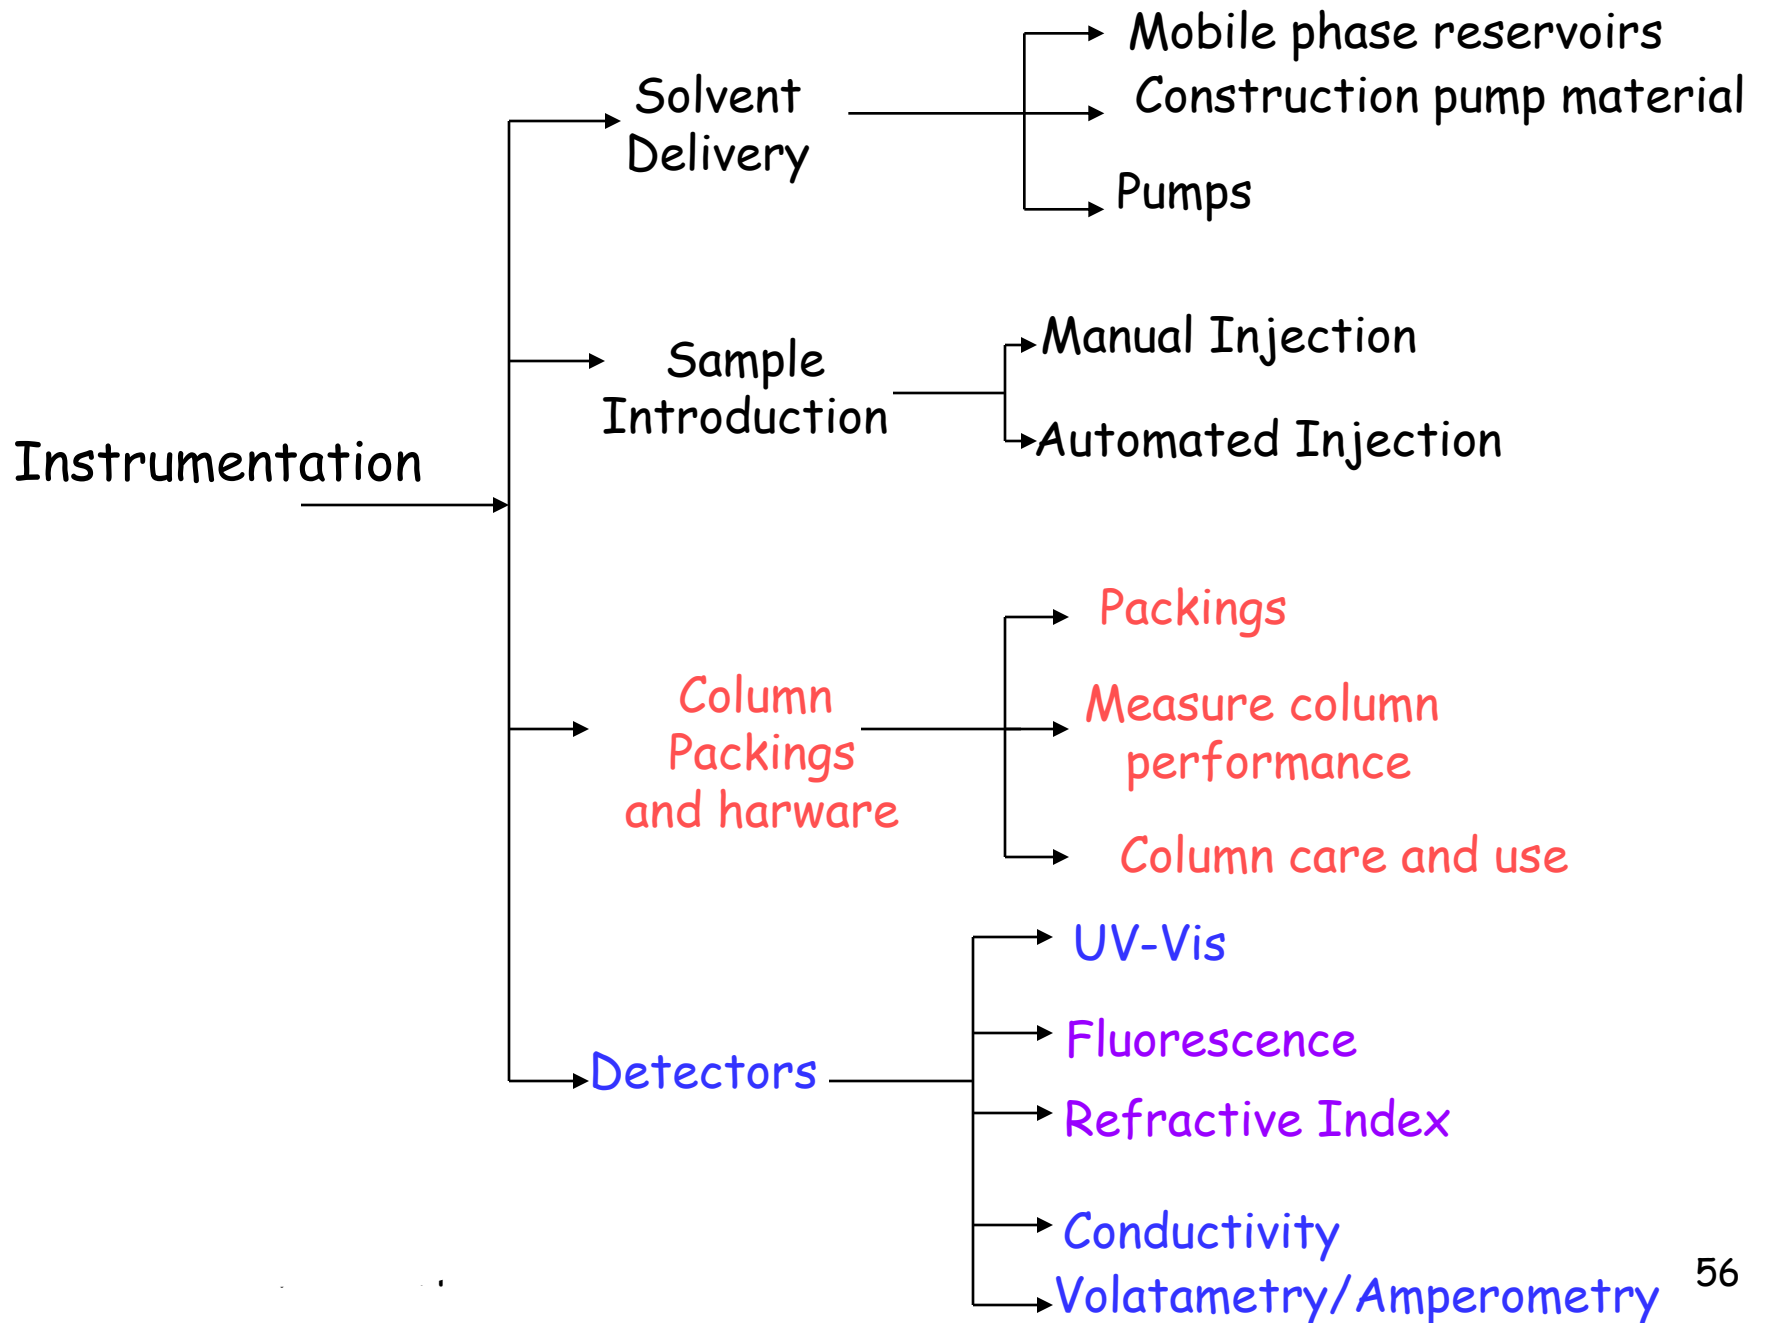 Mobile phase reservoirs
Solvent
Delivery
Construction pump material
Pumps
Sample
Introduction
Manual Injection
Automated Injection
Instrumentation
Column
Packings
and harware
Packings
Measure column
performance
Column care and use
Detectors
UV-Vis
Fluorescence
Refractive Index
Conductivity
Volatametry/Amperometry
56